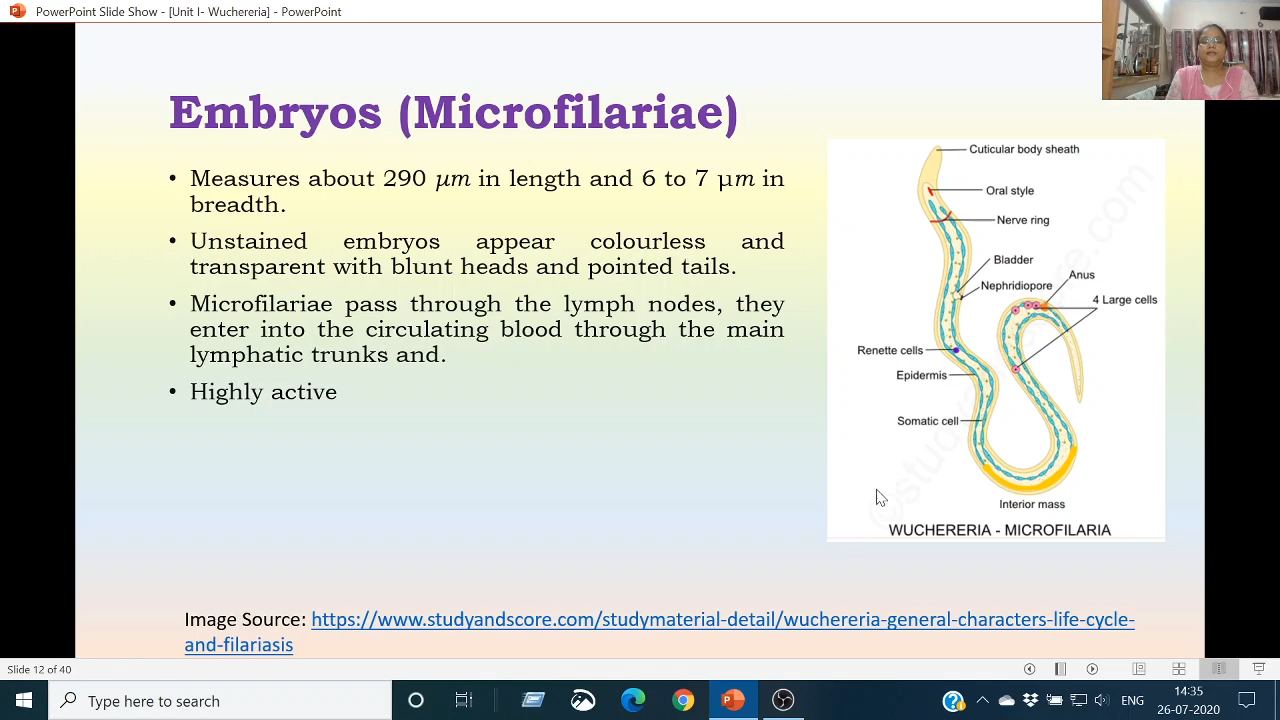 PowerPoint Slide Show - [Unit I- Wuchereria] - PowerPoint
Embryos (Microfilariae)
• Measures about 290 μm in length and 6 to 7 μm in
breadth.
• Unstained embryos appear colourless and
transparent with blunt heads and pointed tails.
• Microfilariae pass through the lymph nodes, they
enter into the circulating blood through the main
lymphatic trunks and.
• Highly active
Cuticular body sheath
Oral style
Nerve ring
Bladder
Nephridiopore
Anus
4 Large cells
Renette cells
Epidermis
Somatic cell
Interior mass
WUCHERERIA - MICROFILARIA
Image Source: https://www.studyandscore.com/studymaterial-detail/wuchereria-general-characters-life-cycle-
and-filariasis
Slide 12 of 40
Type here to search
ENG
14:35
26-07-2020